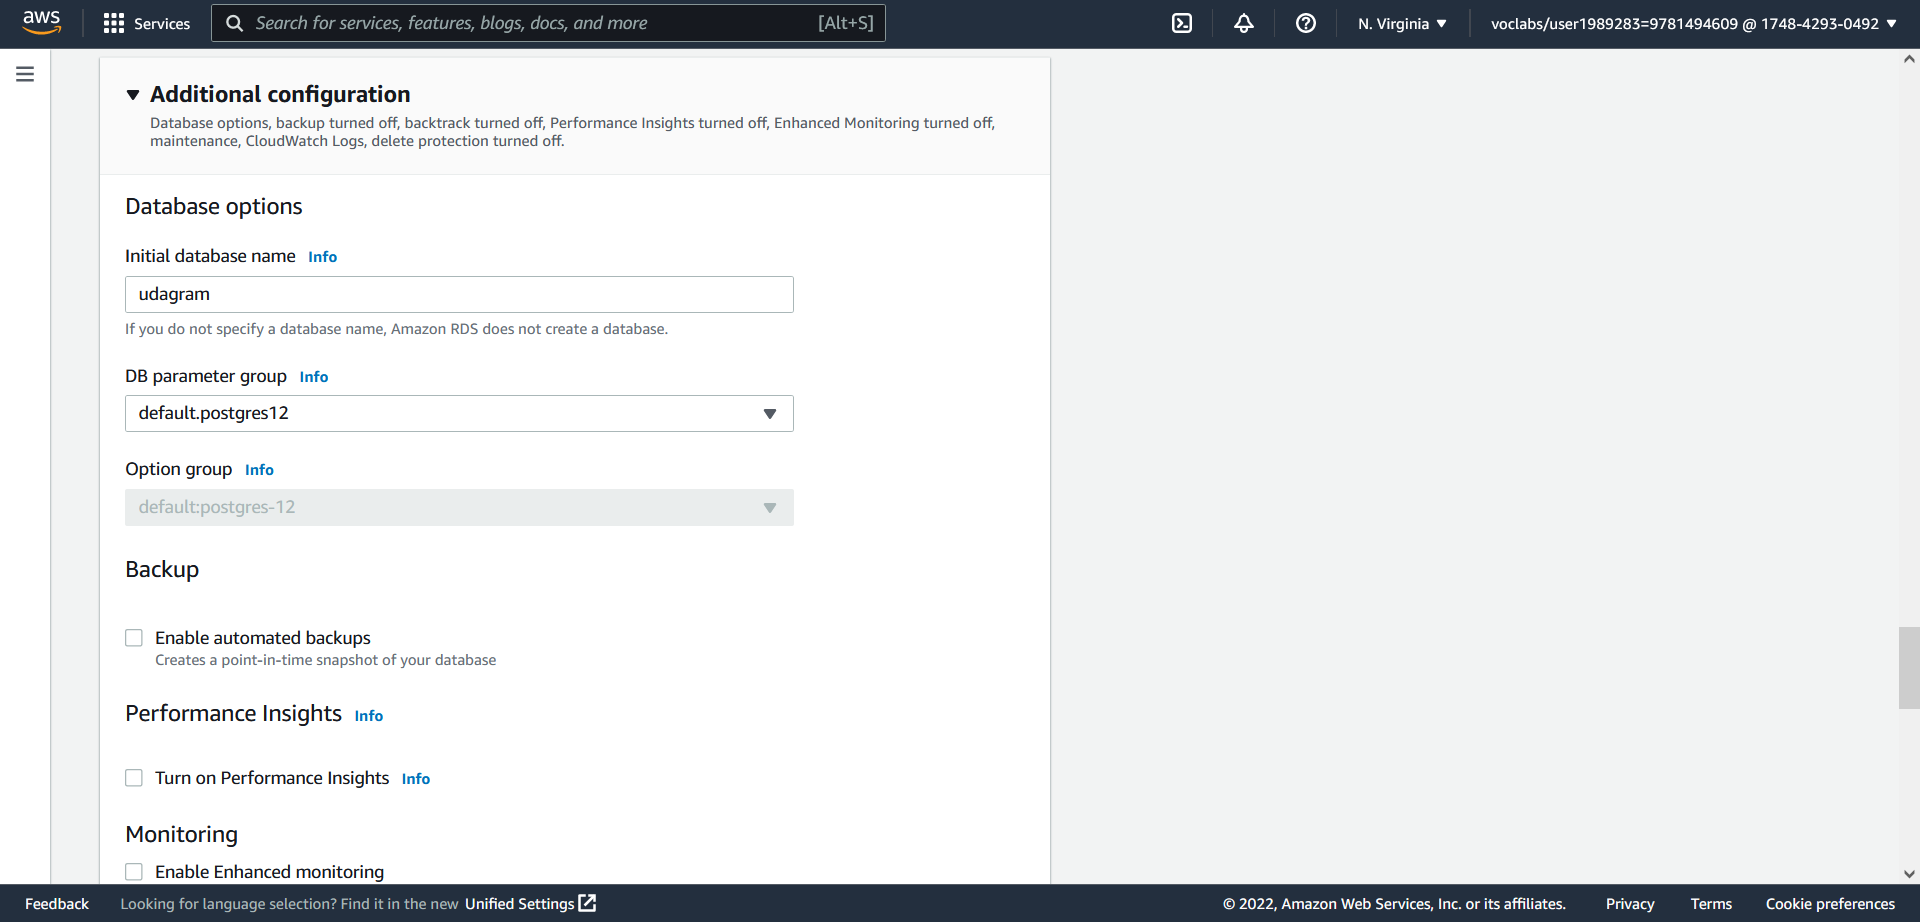 aws
Services
Search for services, features, blogs, docs, and more [Alt+S]
N. Virginia
voclabs/user1989283=9781494609 @ 1748-4293-0492
Additional configuration
Database options, backup turned off, backtrack turned off, Performance Insights turned off, Enhanced Monitoring turned off,
maintenance, CloudWatch Logs, delete protection turned off.
Database options
Initial database name Info
udagram
If you do not specify a database name, Amazon RDS does not create a database.
DB parameter group Info
default.postgres12
Option group Info
default:postgres-12
Backup
Enable automated backups
Creates a point-in-time snapshot of your database
Performance Insights Info
Turn on Performance Insights Info
Monitoring
Enable Enhanced monitoring
Feedback
Looking for language selection? Find it in the new Unified Settings
© 2022, Amazon Web Services, Inc. or its affiliates.
Privacy
Terms
Cookie preferences